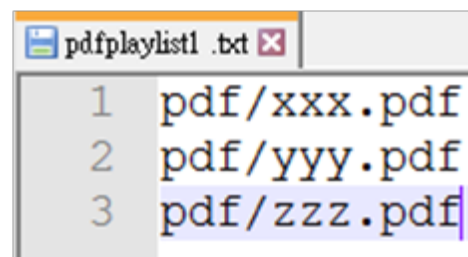 pdfplaylist1 .txt
1 pdf/xxx.pdf
2 pdf/yyy.pdf
3 pdf/zzz.pdf